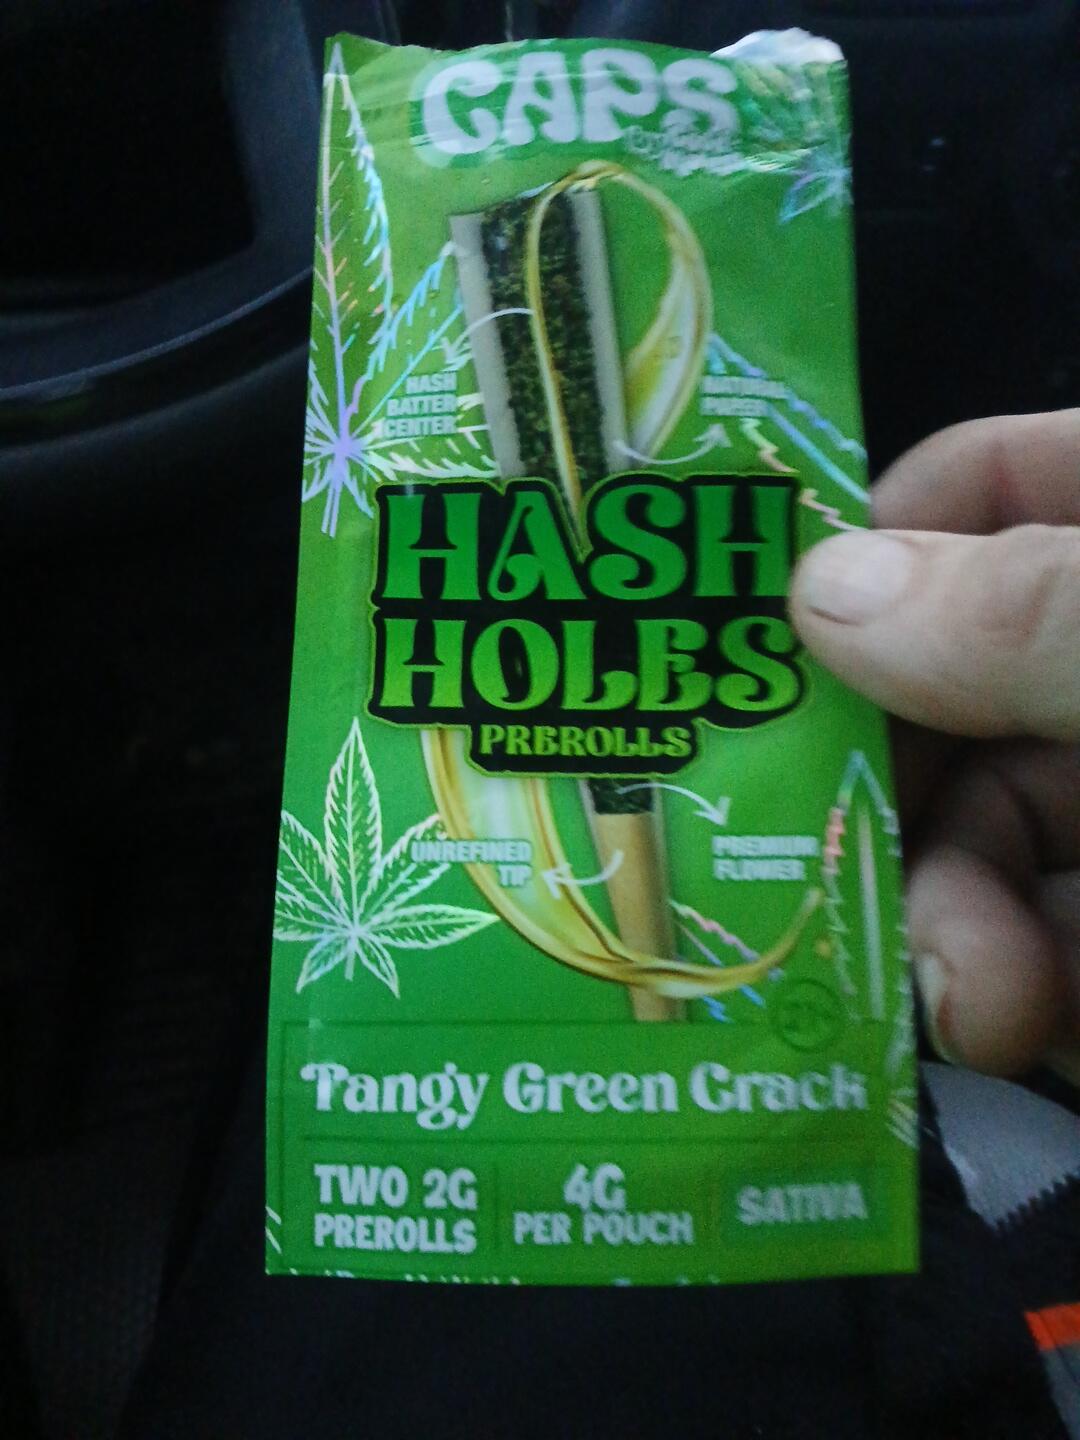 CAPS
HASH
BATTER
CENTER
NATURAL
PAPER
HASH
HOLES
PREROLLS
UNREFINED
TIP
PREMIUM
FLOWER
Tangy Green Crack
TWO 2G
PREROLLS
4G
PER POUCH
SATIVA